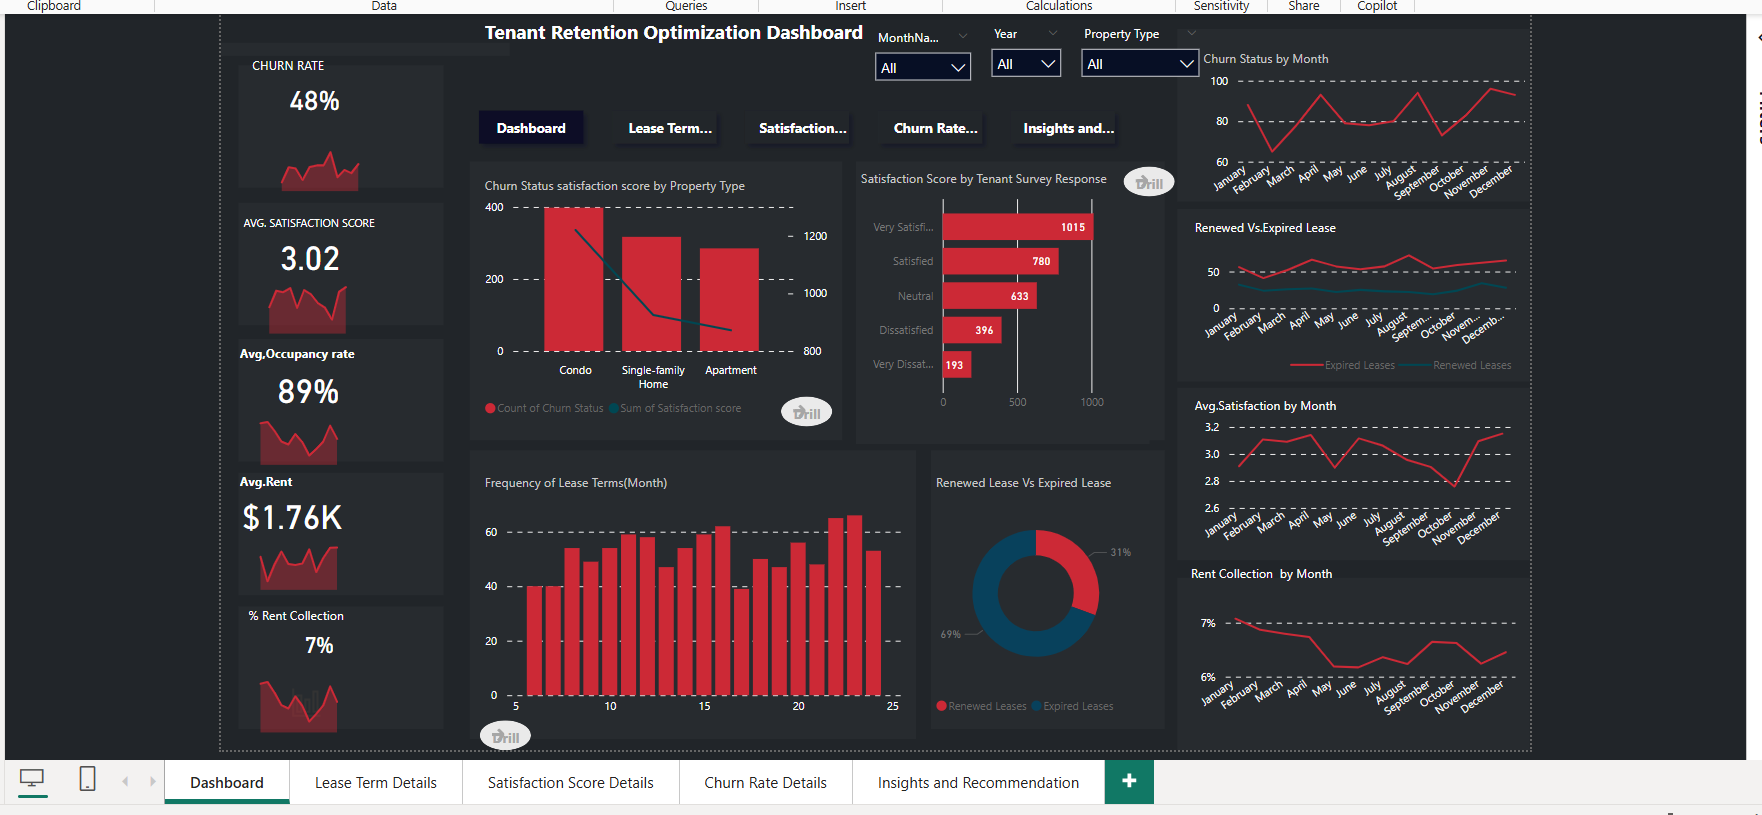 Clipboard
Data
Queries
Insert
Calculations
Sensitivity
Share
Copilot
Tenant Retention Optimization Dashboard
MonthNa...
All
Year
All
Property Type
All
Dashboard
Lease Term...
Satisfaction...
Churn Rate...
Insights and...
CHURN RATE
48%
AVG. SATISFACTION SCORE
3.02
Avg,Occupancy rate
89%
Avg.Rent
$1.76K
% Rent Collection
7%
Churn Status satisfaction score by Property Type
400
200
0
1200
1000
800
Condo
Single-family
Home
Apartment
Count of Churn Status
Sum of Satisfaction score
Drill
Satisfaction Score by Tenant Survey Response
Drill
Very Satisfi...
1015
Satisfied
780
Neutral
633
Dissatisfied
396
Very Dissat...
193
0
500
1000
Frequency of Lease Terms(Month)
60
40
20
0
5
10
15
20
25
Drill
Renewed Lease Vs Expired Lease
31%
69%
Renewed Leases
Expired Leases
Churn Status by Month
100
80
60
January
February
March
April
May
June
July
August
September
October
November
December
Renewed Vs.Expired Lease
50
0
January
February
March
April
May
June
July
August
Septem...
October
Novem...
Decemb...
Expired Leases
Renewed Leases
Avg.Satisfaction by Month
3.2
3.0
2.8
2.6
January
February
March
April
May
June
July
August
September
October
November
December
Rent Collection by Month
7%
6%
January
February
March
April
May
June
July
August
September
October
November
December
Dashboard
Lease Term Details
Satisfaction Score Details
Churn Rate Details
Insights and Recommendation
+